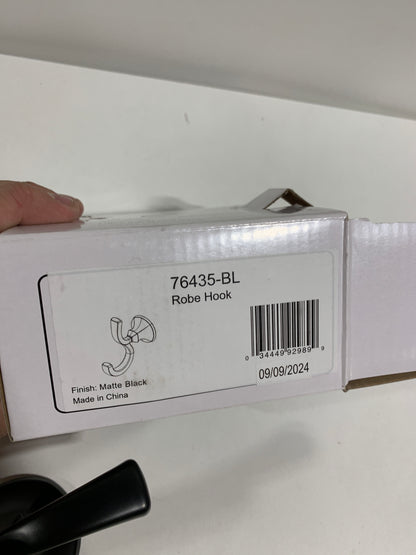 76435-BL
Robe Hook
0 34449 92989 9
Finish: Matte Black
Made in China
09/09/2024